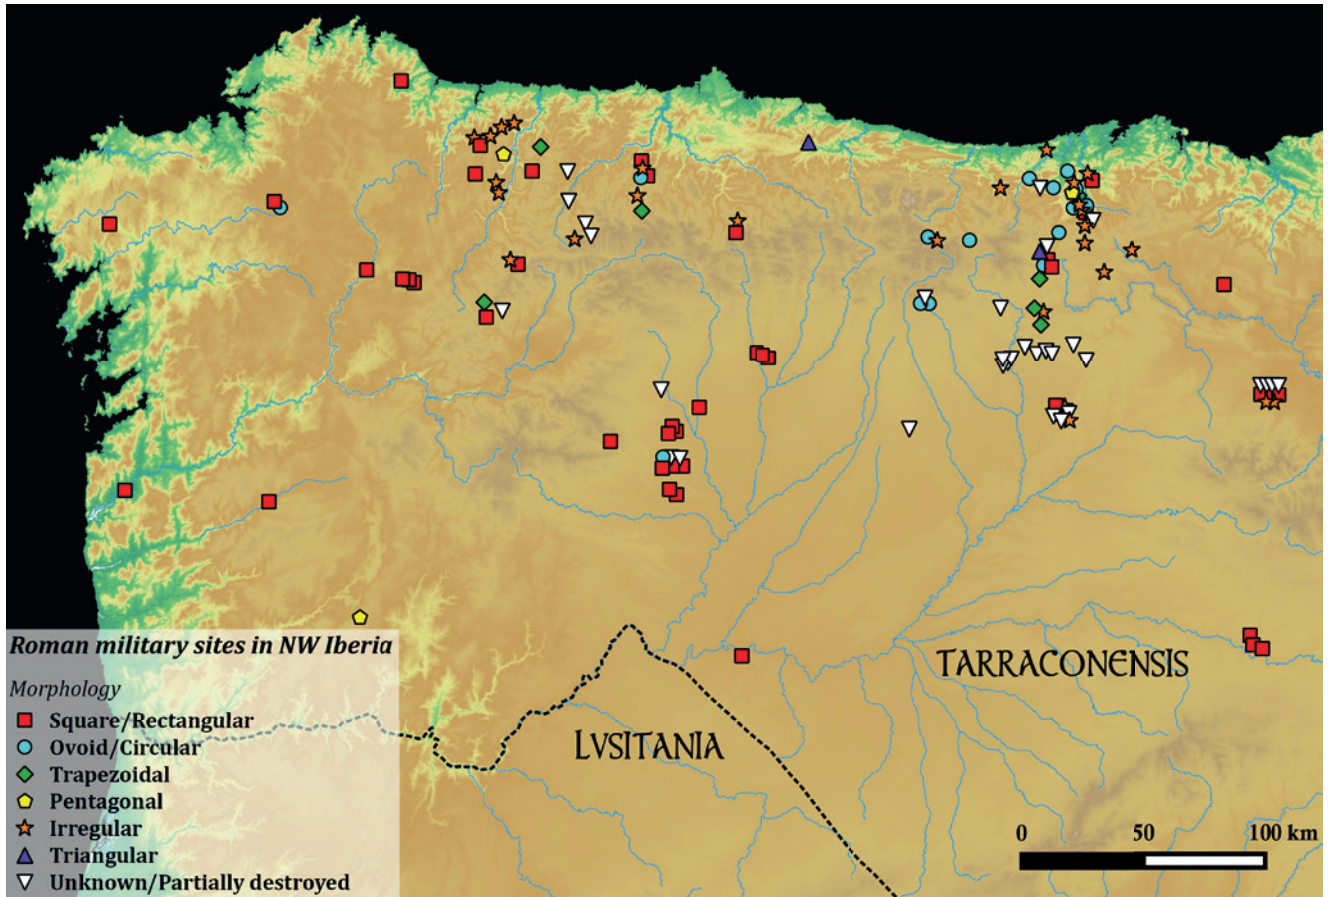 TARRACONENSIS
LVSITANIA
Roman military sites in NW Iberia
Morphology
Square/Rectangular
Ovoid/Circular
Trapezoidal
Pentagonal
Irregular
Triangular
Unknown/Partially destroyed
0 50 100 km